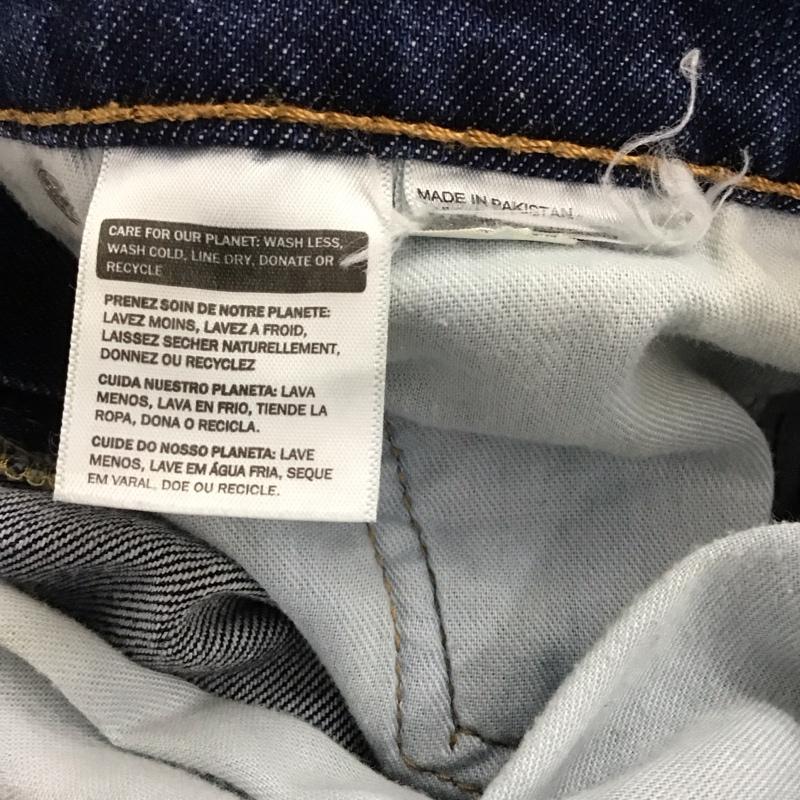 CARE FOR OUR PLANET: WASH LESS,
WASH COLD, LINE DRY, DONATE OR
RECYCLE
PRENEZ SOIN DE NOTRE PLANETE:
LAVEZ MOINS, LAVEZ A FROID,
LAISSEZ SECHER NATURELLEMENT,
DONNEZ OU RECYCLEZ
CUIDA NUESTRO PLANETA: LAVA
MENOS, LAVA EN FRIO, TIENDE LA
ROPA, DONA O RECICLA.
CUIDE DO NOSSO PLANETA: LAVE
MENOS, LAVE EM ÁGUA FRIA, SEQUE
EM VARAL. DOE OU RECICLE.
MADE IN PAKISTAN